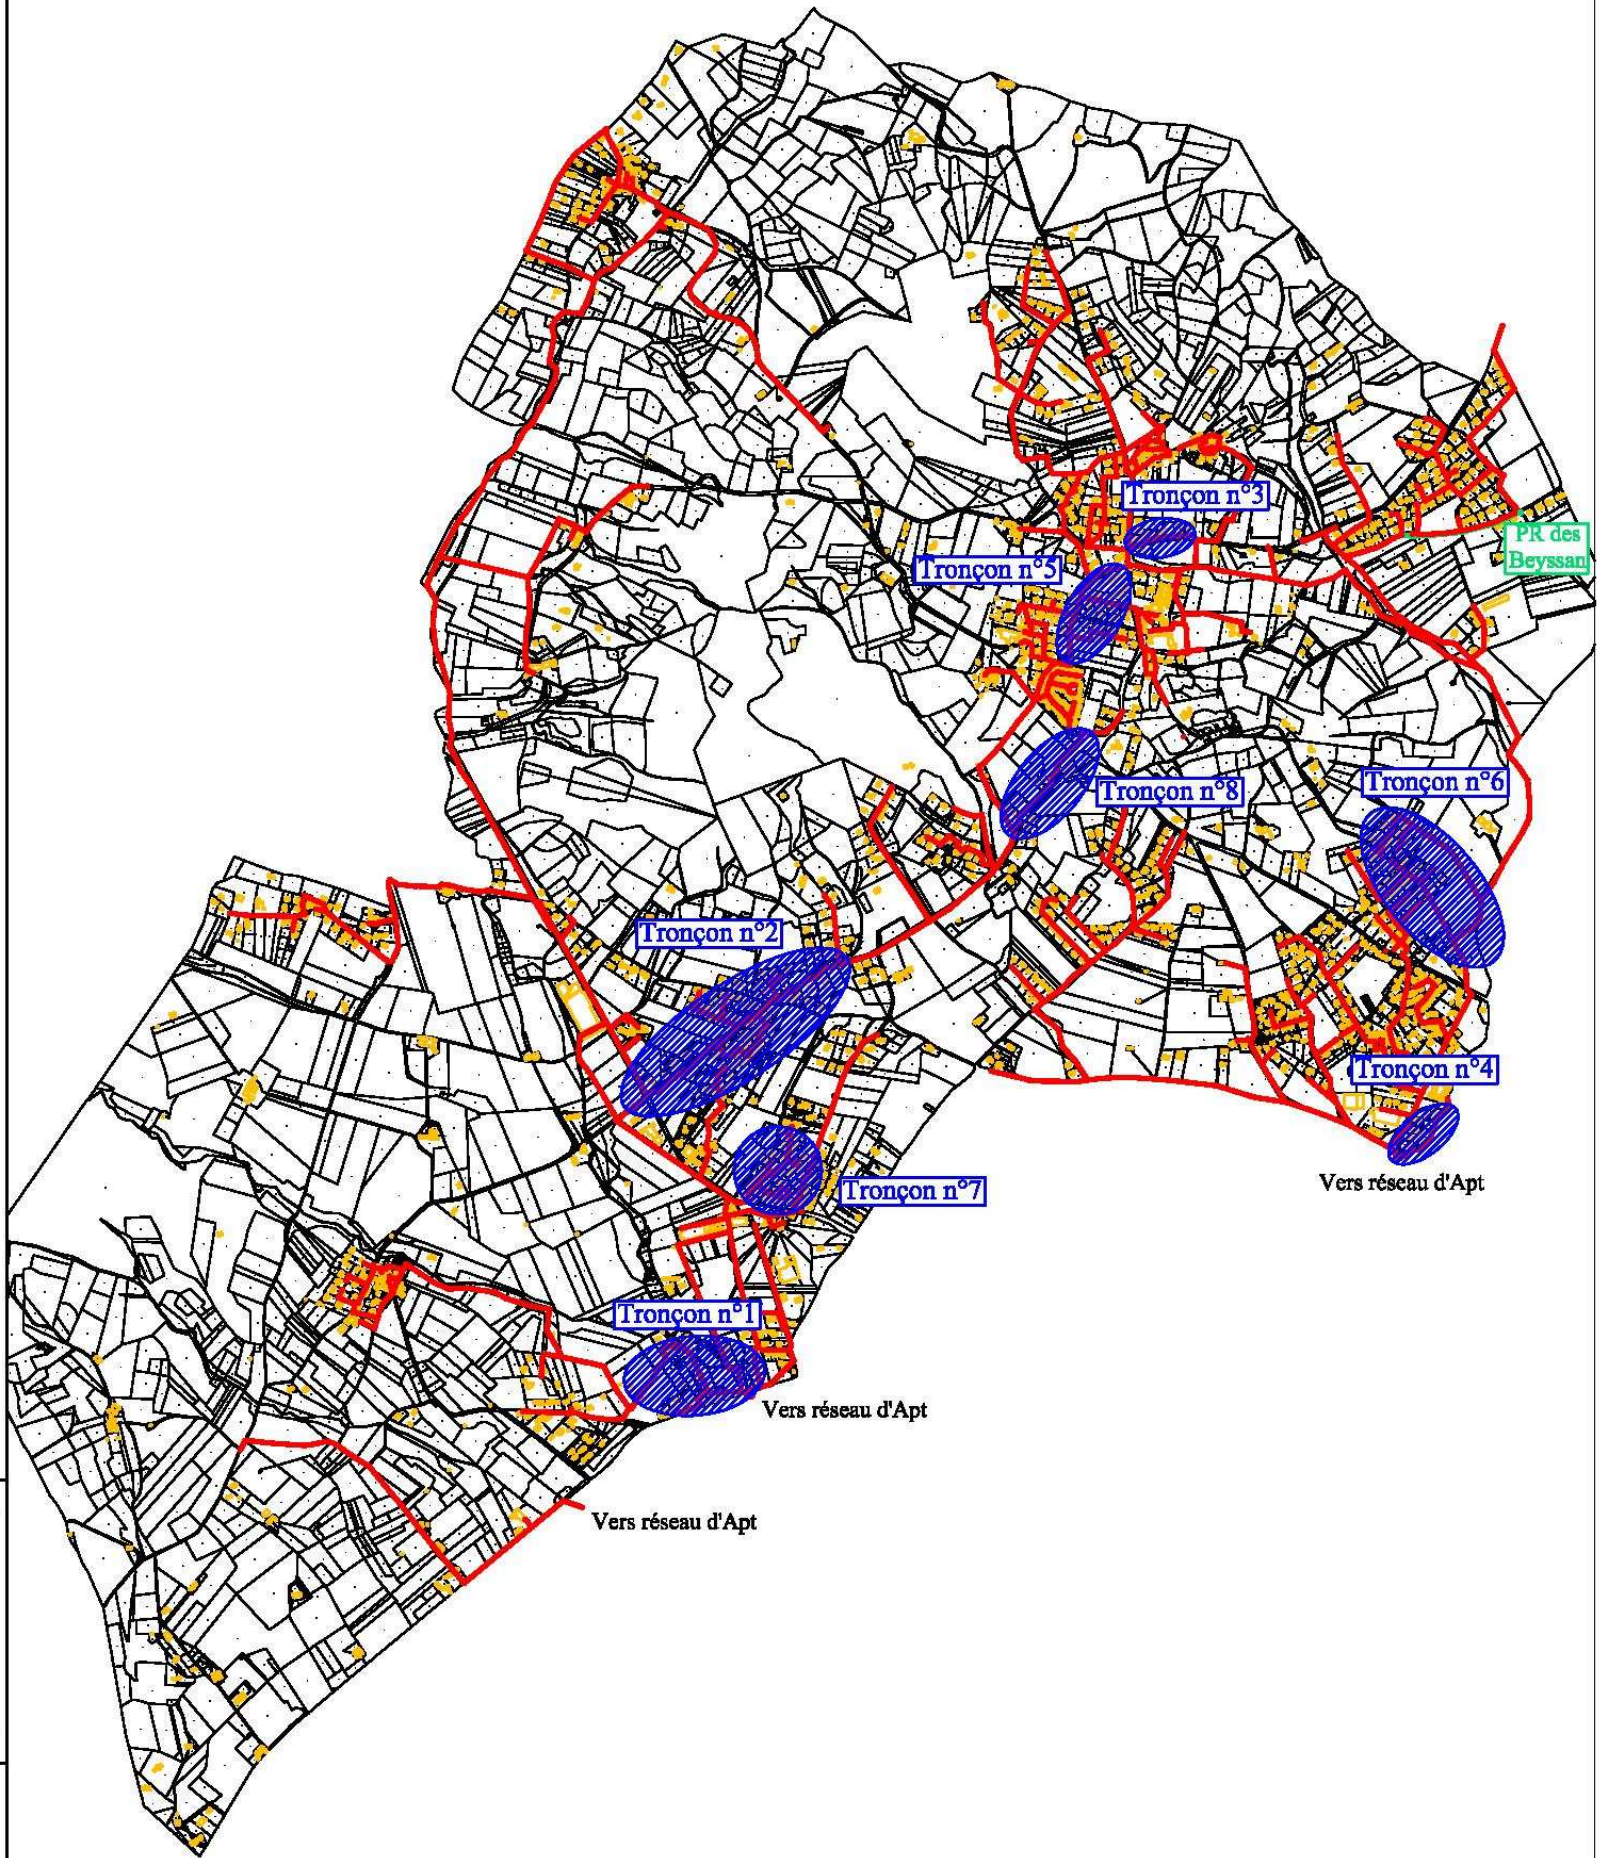 Tronçon n°3
PR des
Beyssan
Tronçon n°5
Tronçon n°6
Tronçon n°8
Tronçon n°2
Tronçon n°4
Vers réseau d'Apt
Tronçon n°7
Tronçon n°1
Vers réseau d'Apt
Vers réseau d'Apt